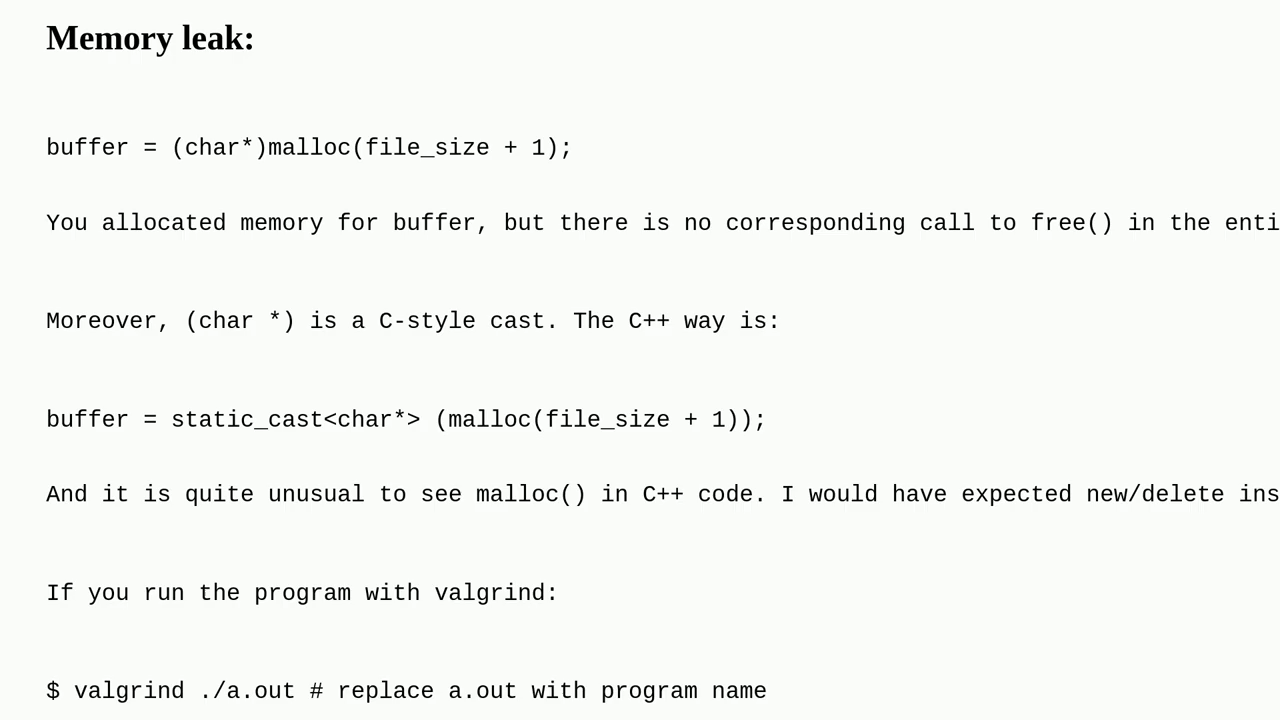 Memory leak:
buffer = (char*)malloc(file_size + 1);
You allocated memory for buffer, but there is no corresponding call to free() in the
Moreover, (char *) is a C-style cast. The C++ way is:
buffer = static_cast<char*> (malloc(file_size + 1));
And it is quite unusual to see malloc() in C++ code. I would have expected new/delete
If you run the program with valgrind:
$ valgrind ./a.out # replace a.out with program name